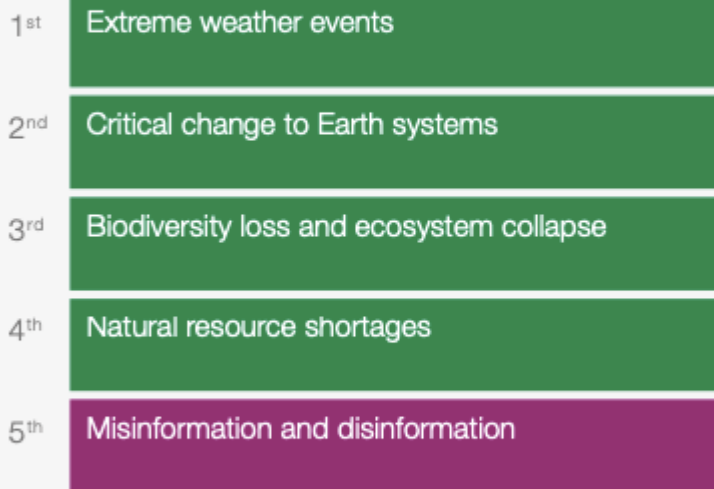 1st Extreme weather events
2nd Critical change to Earth systems
3rd Biodiversity loss and ecosystem collapse
4th Natural resource shortages
5th Misinformation and disinformation